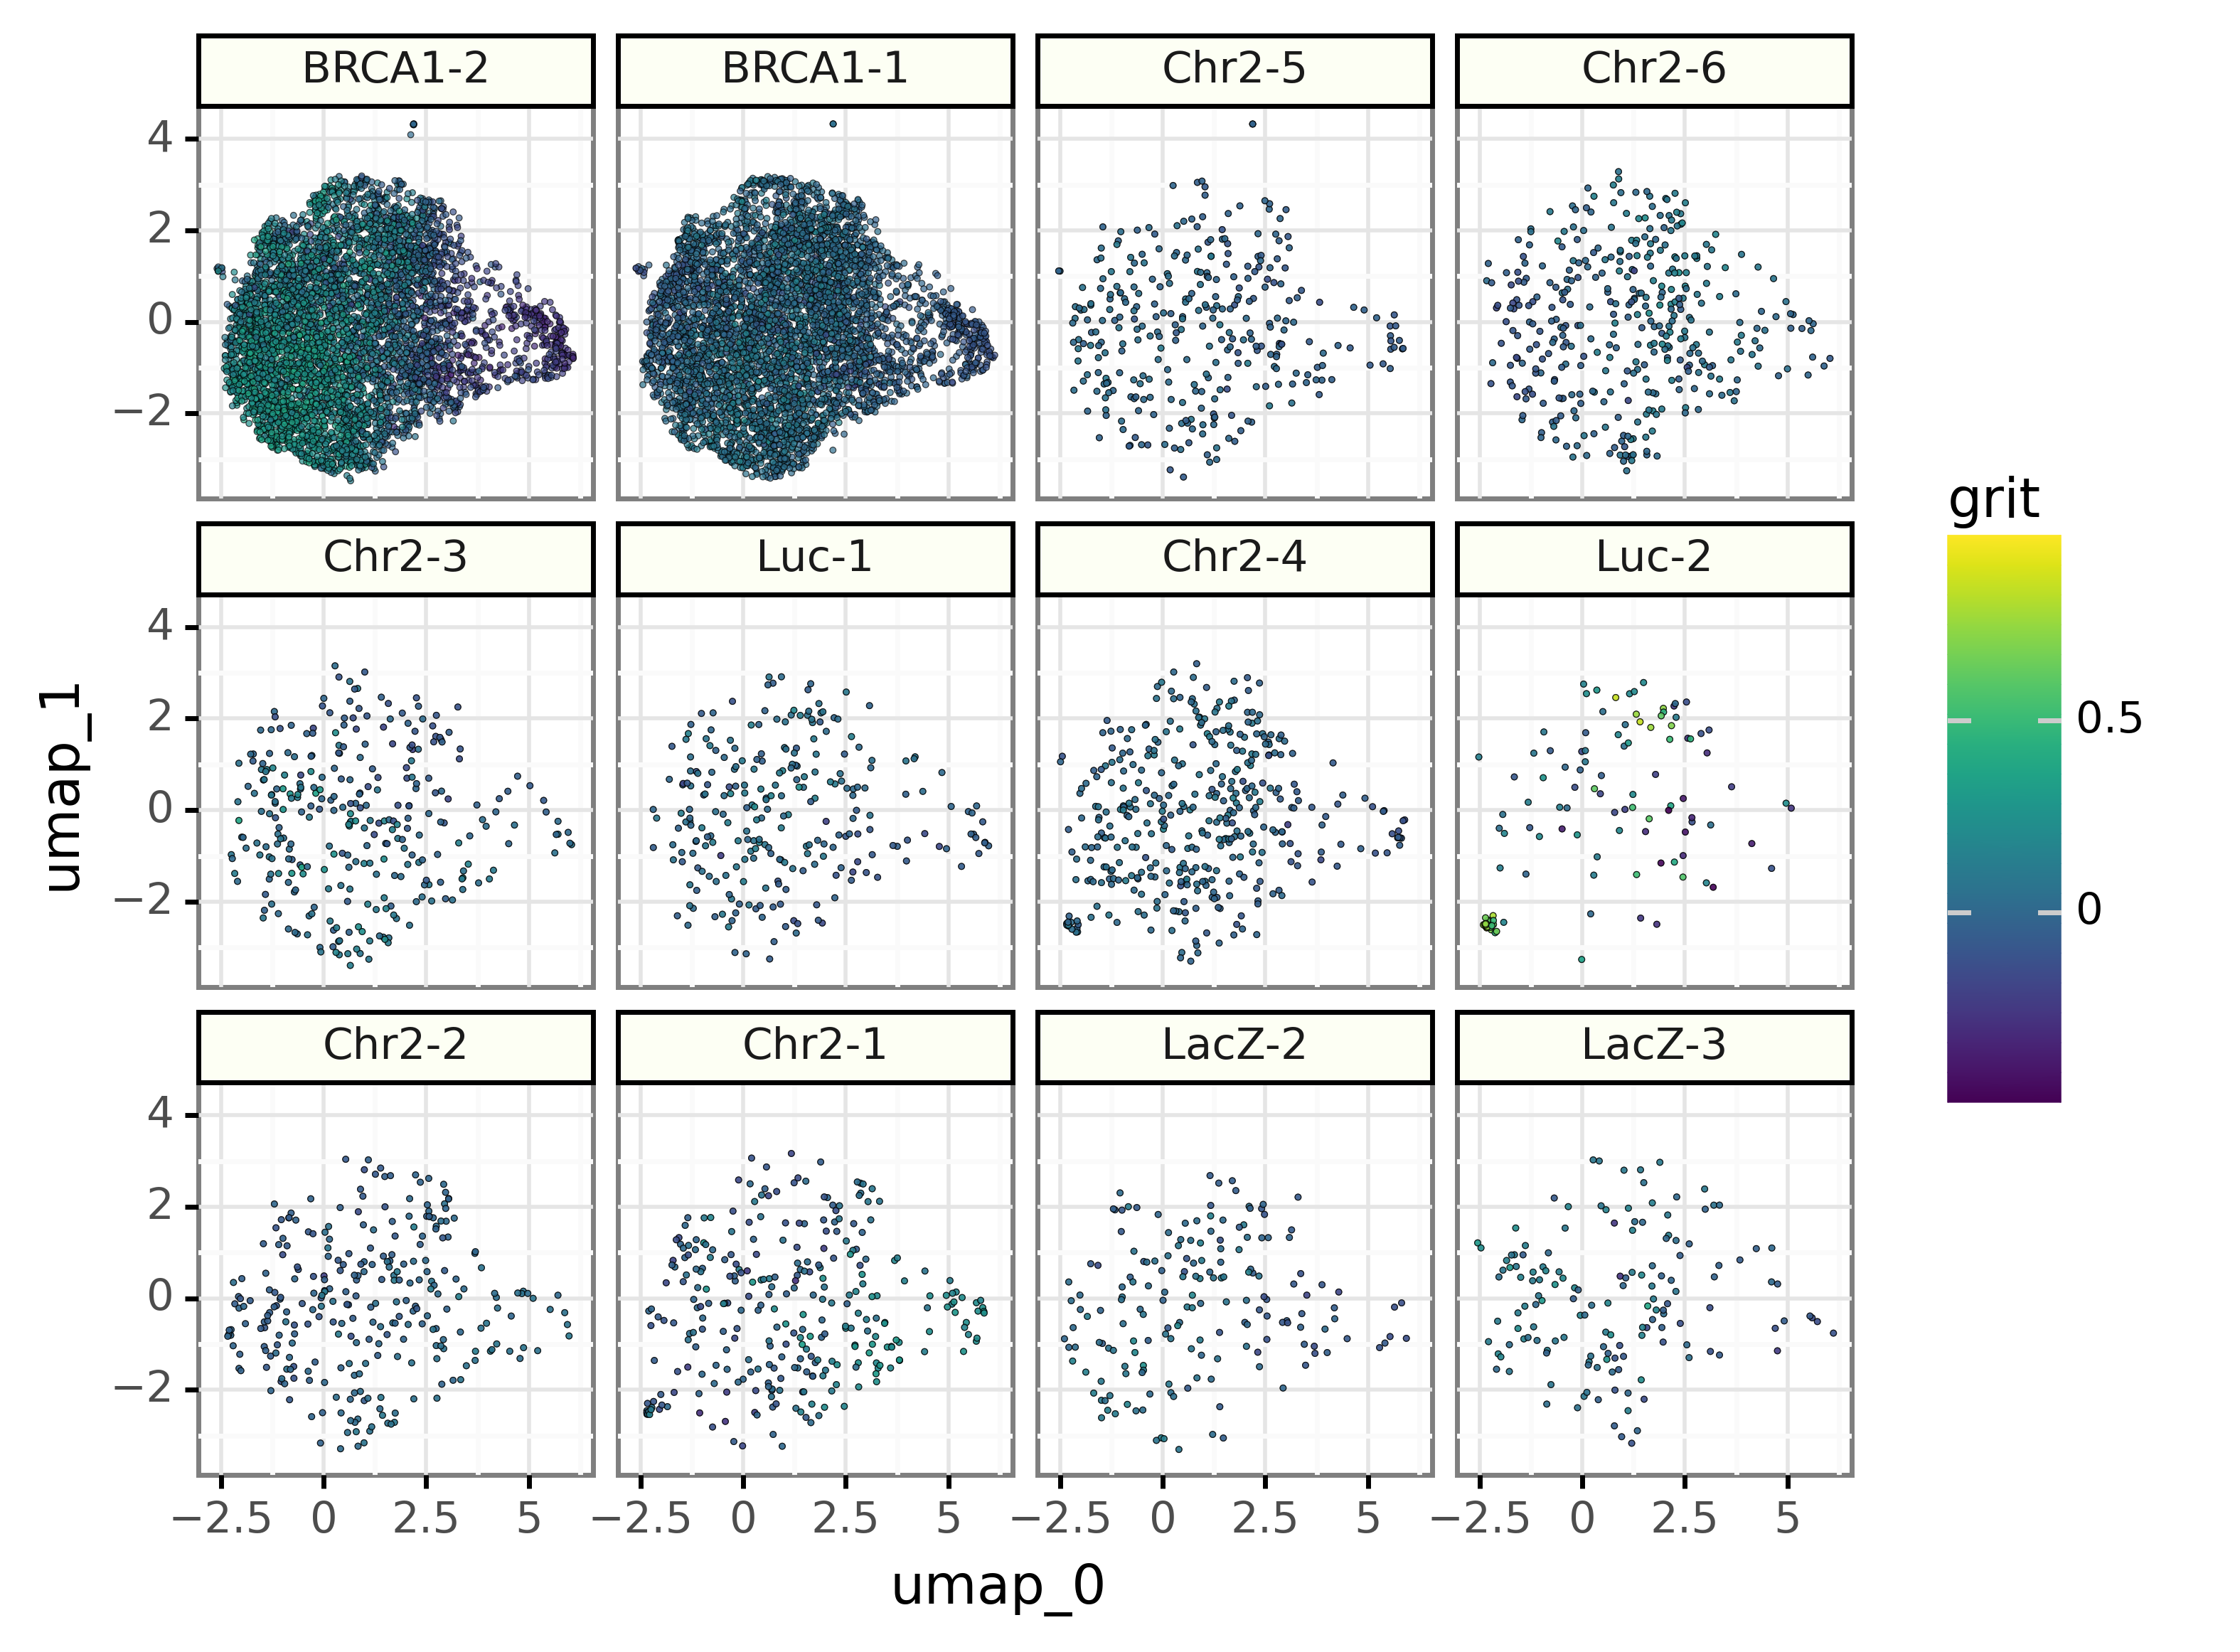 BRCA1-2 BRCA1-1 Chr2-5 Chr2-6
4
2
0
−2
grit
0.5
0
Chr2-3 Luc-1 Chr2-4 Luc-2
4
2
0
−2
umap_1
Chr2-2 Chr2-1 LacZ-2 LacZ-3
4
2
0
−2
−2.5 0 2.5 5 −2.5 0 2.5 5 −2.5 0 2.5 5 −2.5 0 2.5 5
umap_0